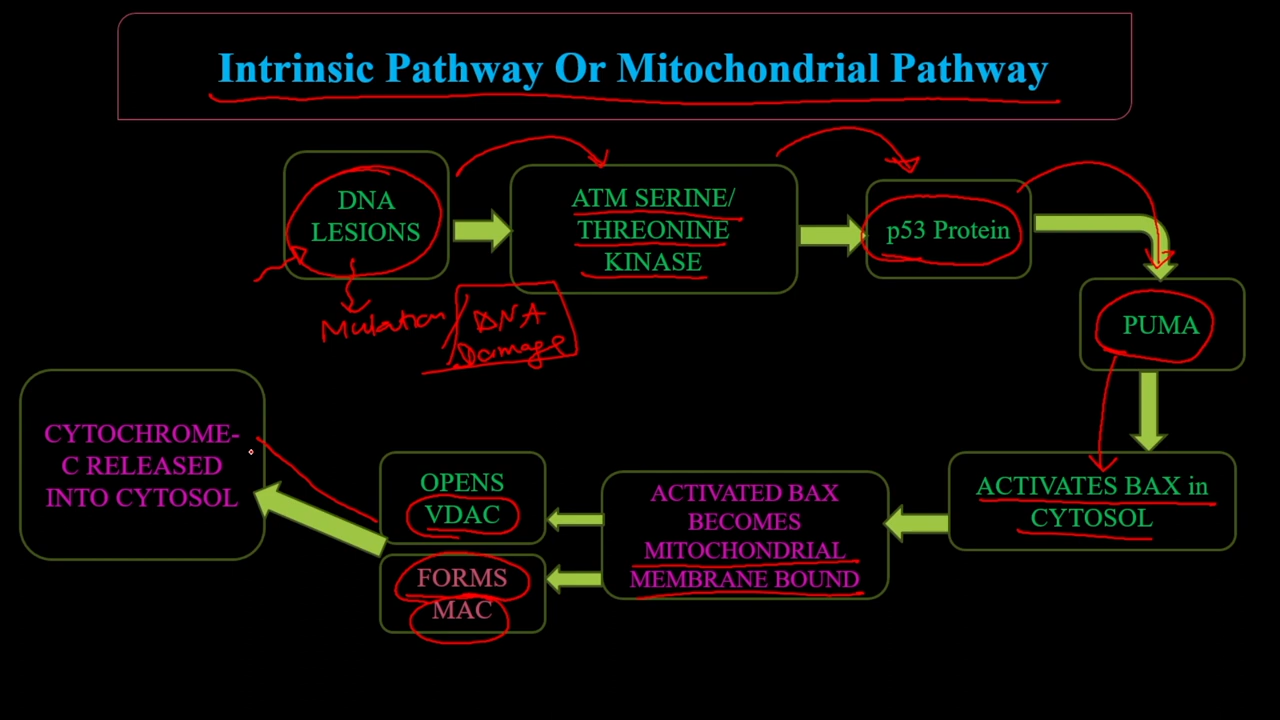 Intrinsic Pathway Or Mitochondrial Pathway
DNA
LESIONS
ATM SERINE/
THREONINE
KINASE
p53 Protein
Mutation/DNA
Damage
PUMA
ACTIVATES BAX in
CYTOSOL
ACTIVATED BAX
BECOMES
MITOCHONDRIAL
MEMBRANE BOUND
OPENS
VDAC
FORMS
MAC
CYTOCHROME-
C RELEASED
INTO CYTOSOL